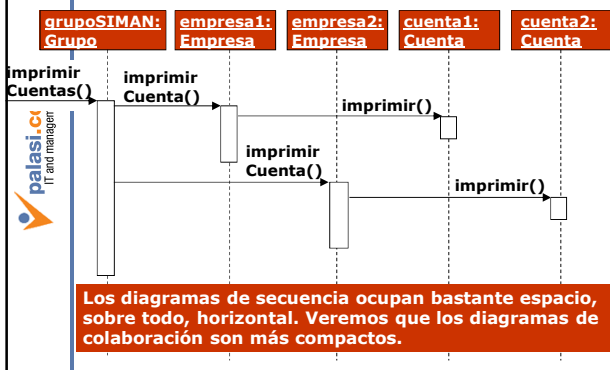 grupoSIMAN:
Grupo
empresa1:
Empresa
empresa2:
Empresa
cuenta1:
Cuenta
cuenta2:
Cuenta
imprimir
Cuentas()
imprimir
Cuenta()
imprimir()
imprimir
Cuenta()
imprimir()
palasi.co
IT and managem
Los diagramas de secuencia ocupan bastante espacio,
sobre todo, horizontal. Veremos que los diagramas de
colaboración son más compactos.